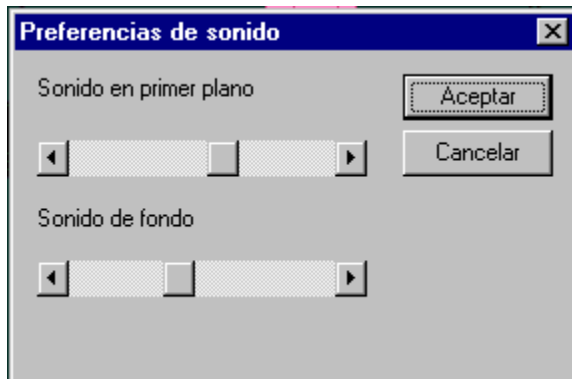 Preferencias de sonido
Sonido en primer plano
Aceptar
Cancelar
Sonido de fondo